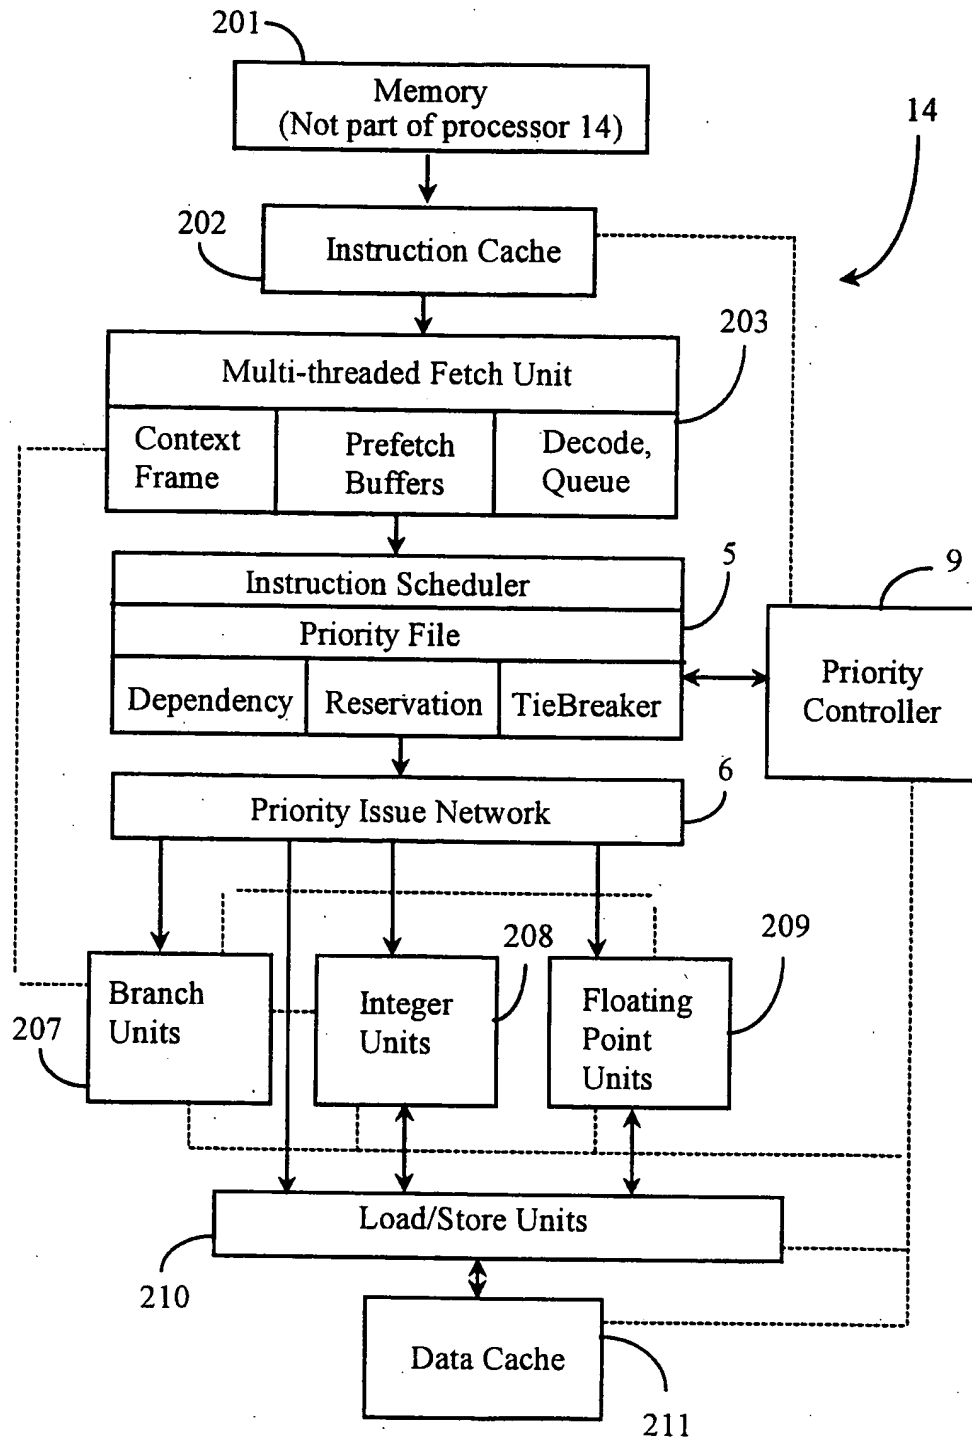 201
Memory
(Not part of processor 14)
14
202
Instruction Cache
203
Multi-threaded Fetch Unit
Context
Frame
Prefetch
Buffers
Decode,
Queue
5
9
Instruction Scheduler
Priority File
Dependency
Reservation
TieBreaker
Priority
Controller
6
Priority Issue Network
208
209
Branch
Units
Integer
Units
Floating
Point
Units
207
Load/Store Units
210
Data Cache
211